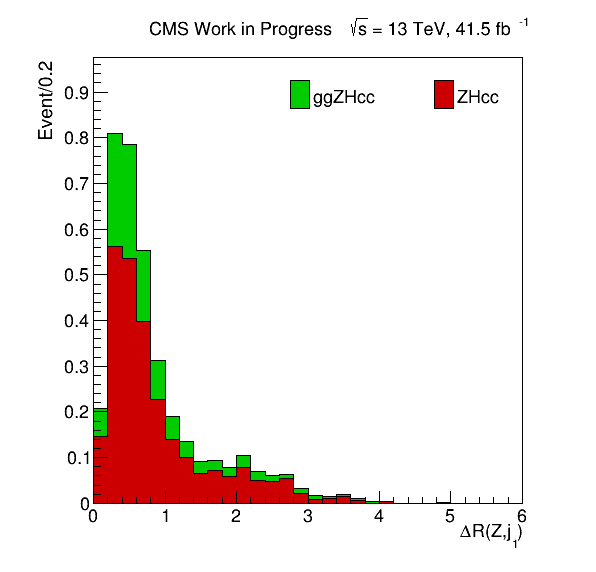 CMS Work in Progress √s = 13 TeV, 41.5 fb⁻¹
ggZHcc ZHcc
Event/0.2
0.9
0.8
0.7
0.6
0.5
0.4
0.3
0.2
0.1
0
0 1 2 3 4 5 6
ΔR(Z,j₁)